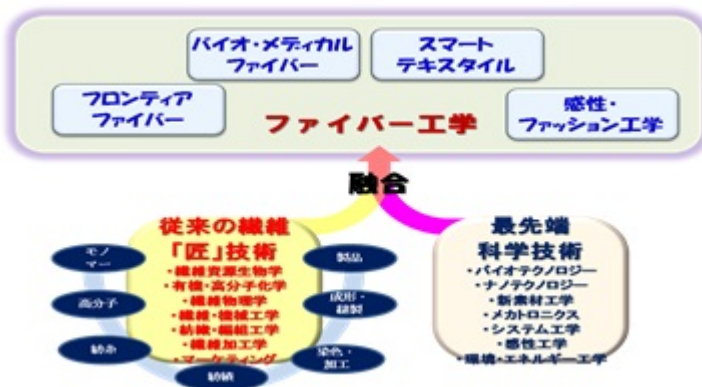 バイオ・メディカル
ファイバー
スマート
テキスタイル
フロンティア
ファイバー
ファイバー工学
感性・
ファッション工学
融合
従来の繊維
「匠」技術
・繊維資源生物学
・有機・高分子化学
・繊維物理学
・繊維・機械工学
・紡織・編組工学
・繊維加工学
・マーケティング
モノ
マー
高分子
紡糸
紡績
染色・
加工
成形・
縫製
製品
最先端
科学技術
・バイオテクノロジー
・ナノテクノロジー
・新素材工学
・メカトロニクス
・システム工学
・感性工学
・環境・エネルギー工学